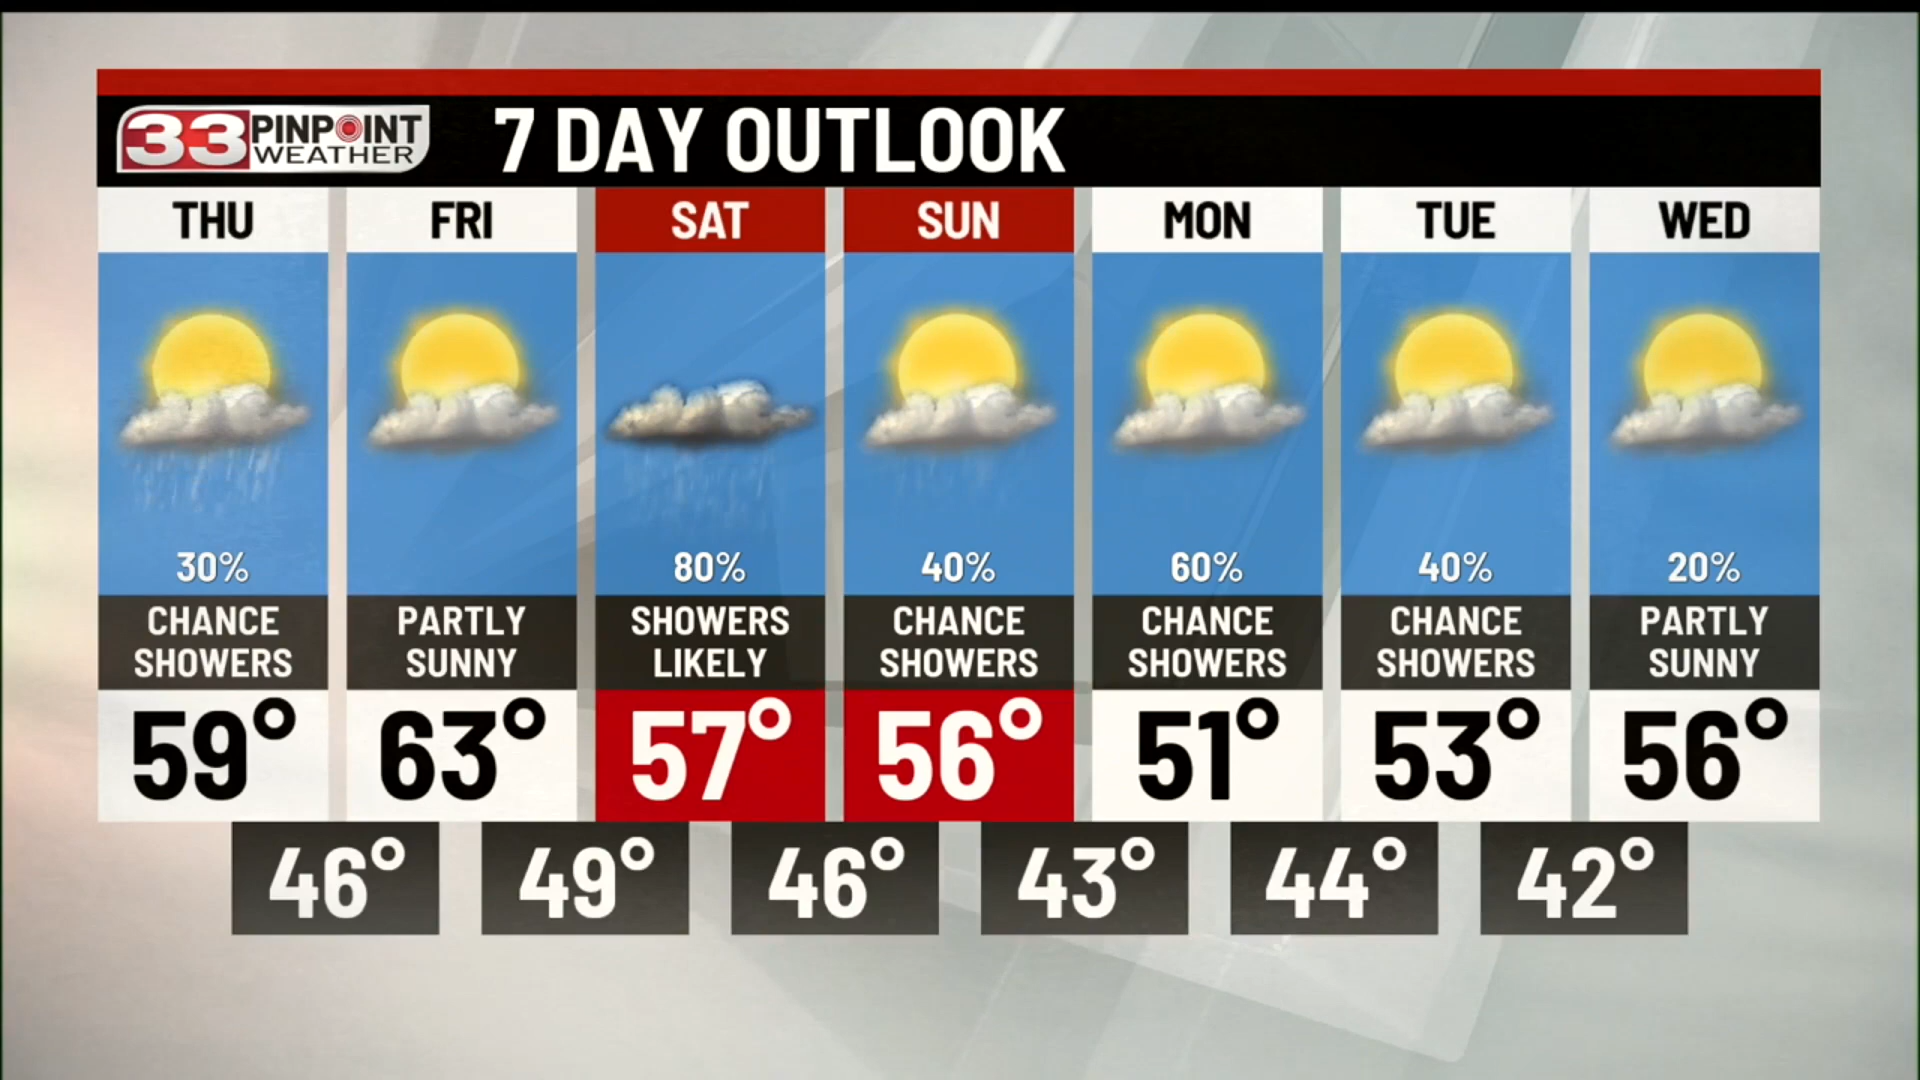 33 PINPOINT WEATHER
7 DAY OUTLOOK
THU FRI SAT SUN MON TUE WED
30% 80% 40% 60% 40% 20%
CHANCE SHOWERS
PARTLY SUNNY
SHOWERS LIKELY
CHANCE SHOWERS
CHANCE SHOWERS
CHANCE SHOWERS
PARTLY SUNNY
59° 63° 57° 56° 51° 53° 56°
46° 49° 46° 43° 44° 42°